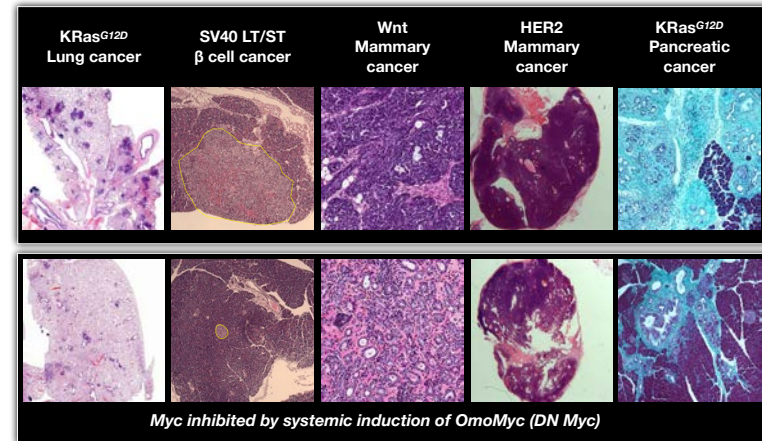 KRasG12D
Lung cancer
SV40 LT/ST
β cell cancer
Wnt
Mammary
cancer
HER2
Mammary
cancer
KRasG12D
Pancreatic
cancer
Myc inhibited by systemic induction of OmoMyc (DN Myc)